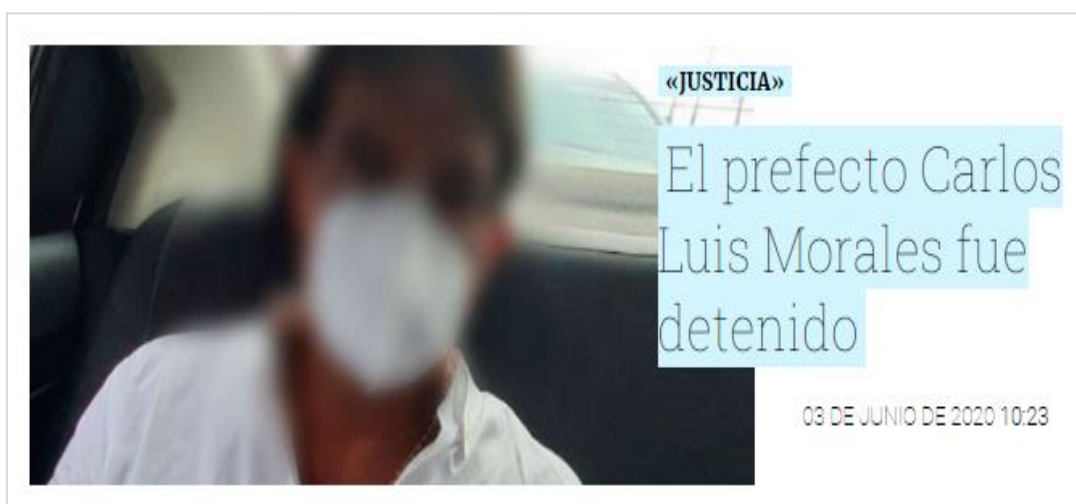 «JUSTICIA»
El prefecto Carlos
Luis Morales fue
detenido
03 DE JUNIO DE 2020 10:23